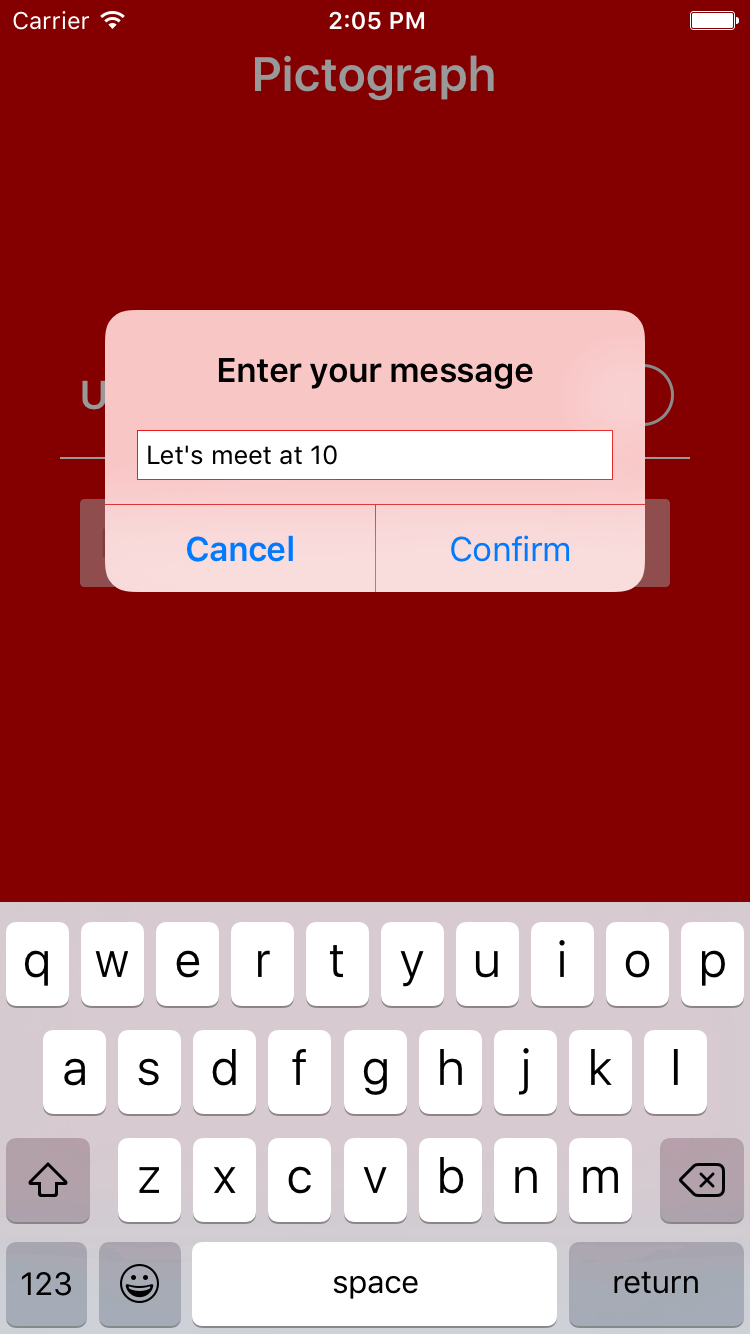 Carrier 2:05 PM
Pictograph
Enter your message
U
Let's meet at 10
Cancel Confirm
q w e r t y u i o p
a s d f g h j k l
z x c v b n m
123 space return